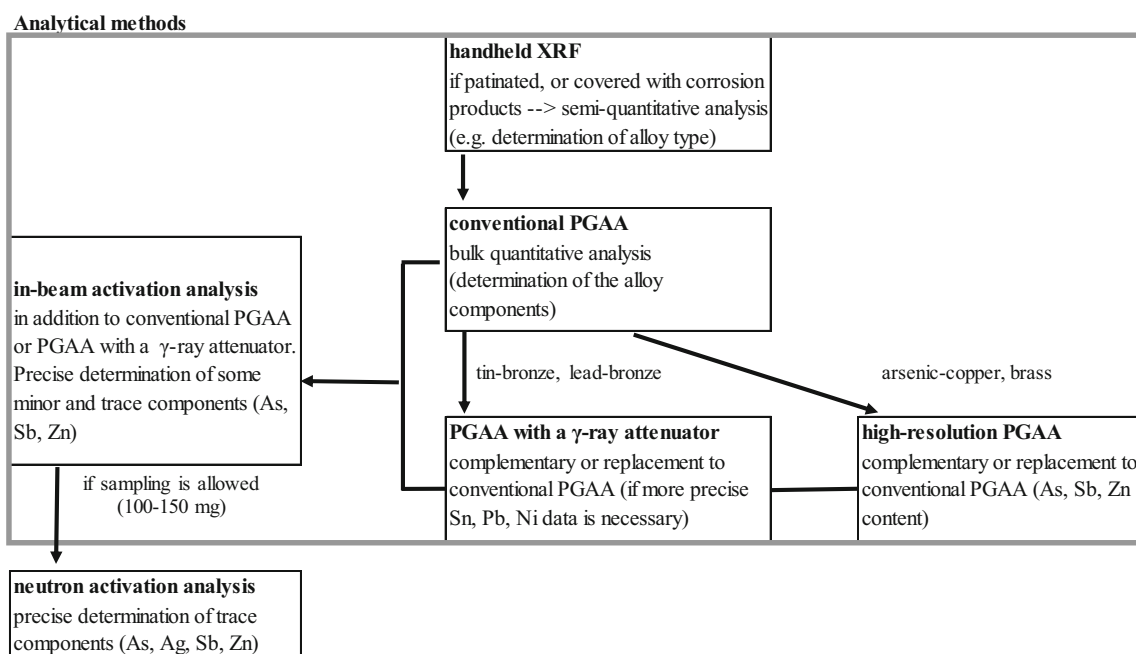 Analytical methods
handheld XRF
if patinated, or covered with corrosion
products --> semi-quantitative analysis
(e.g. determination of alloy type)
conventional PGAA
bulk quantitative analysis
(determination of the alloy
components)
in-beam activation analysis
in addition to conventional PGAA
or PGAA with a γ-ray attenuator.
Precise determination of some
minor and trace components (As,
Sb, Zn)
tin-bronze, lead-bronze
arsenic-copper, brass
PGAA with a γ-ray attenuator
complementary or replacement to
conventional PGAA (if more precise
Sn, Pb, Ni data is necessary)
high-resolution PGAA
complementary or replacement to
conventional PGAA (As, Sb, Zn
content)
if sampling is allowed
(100-150 mg)
neutron activation analysis
precise determination of trace
components (As, Ag, Sb, Zn)